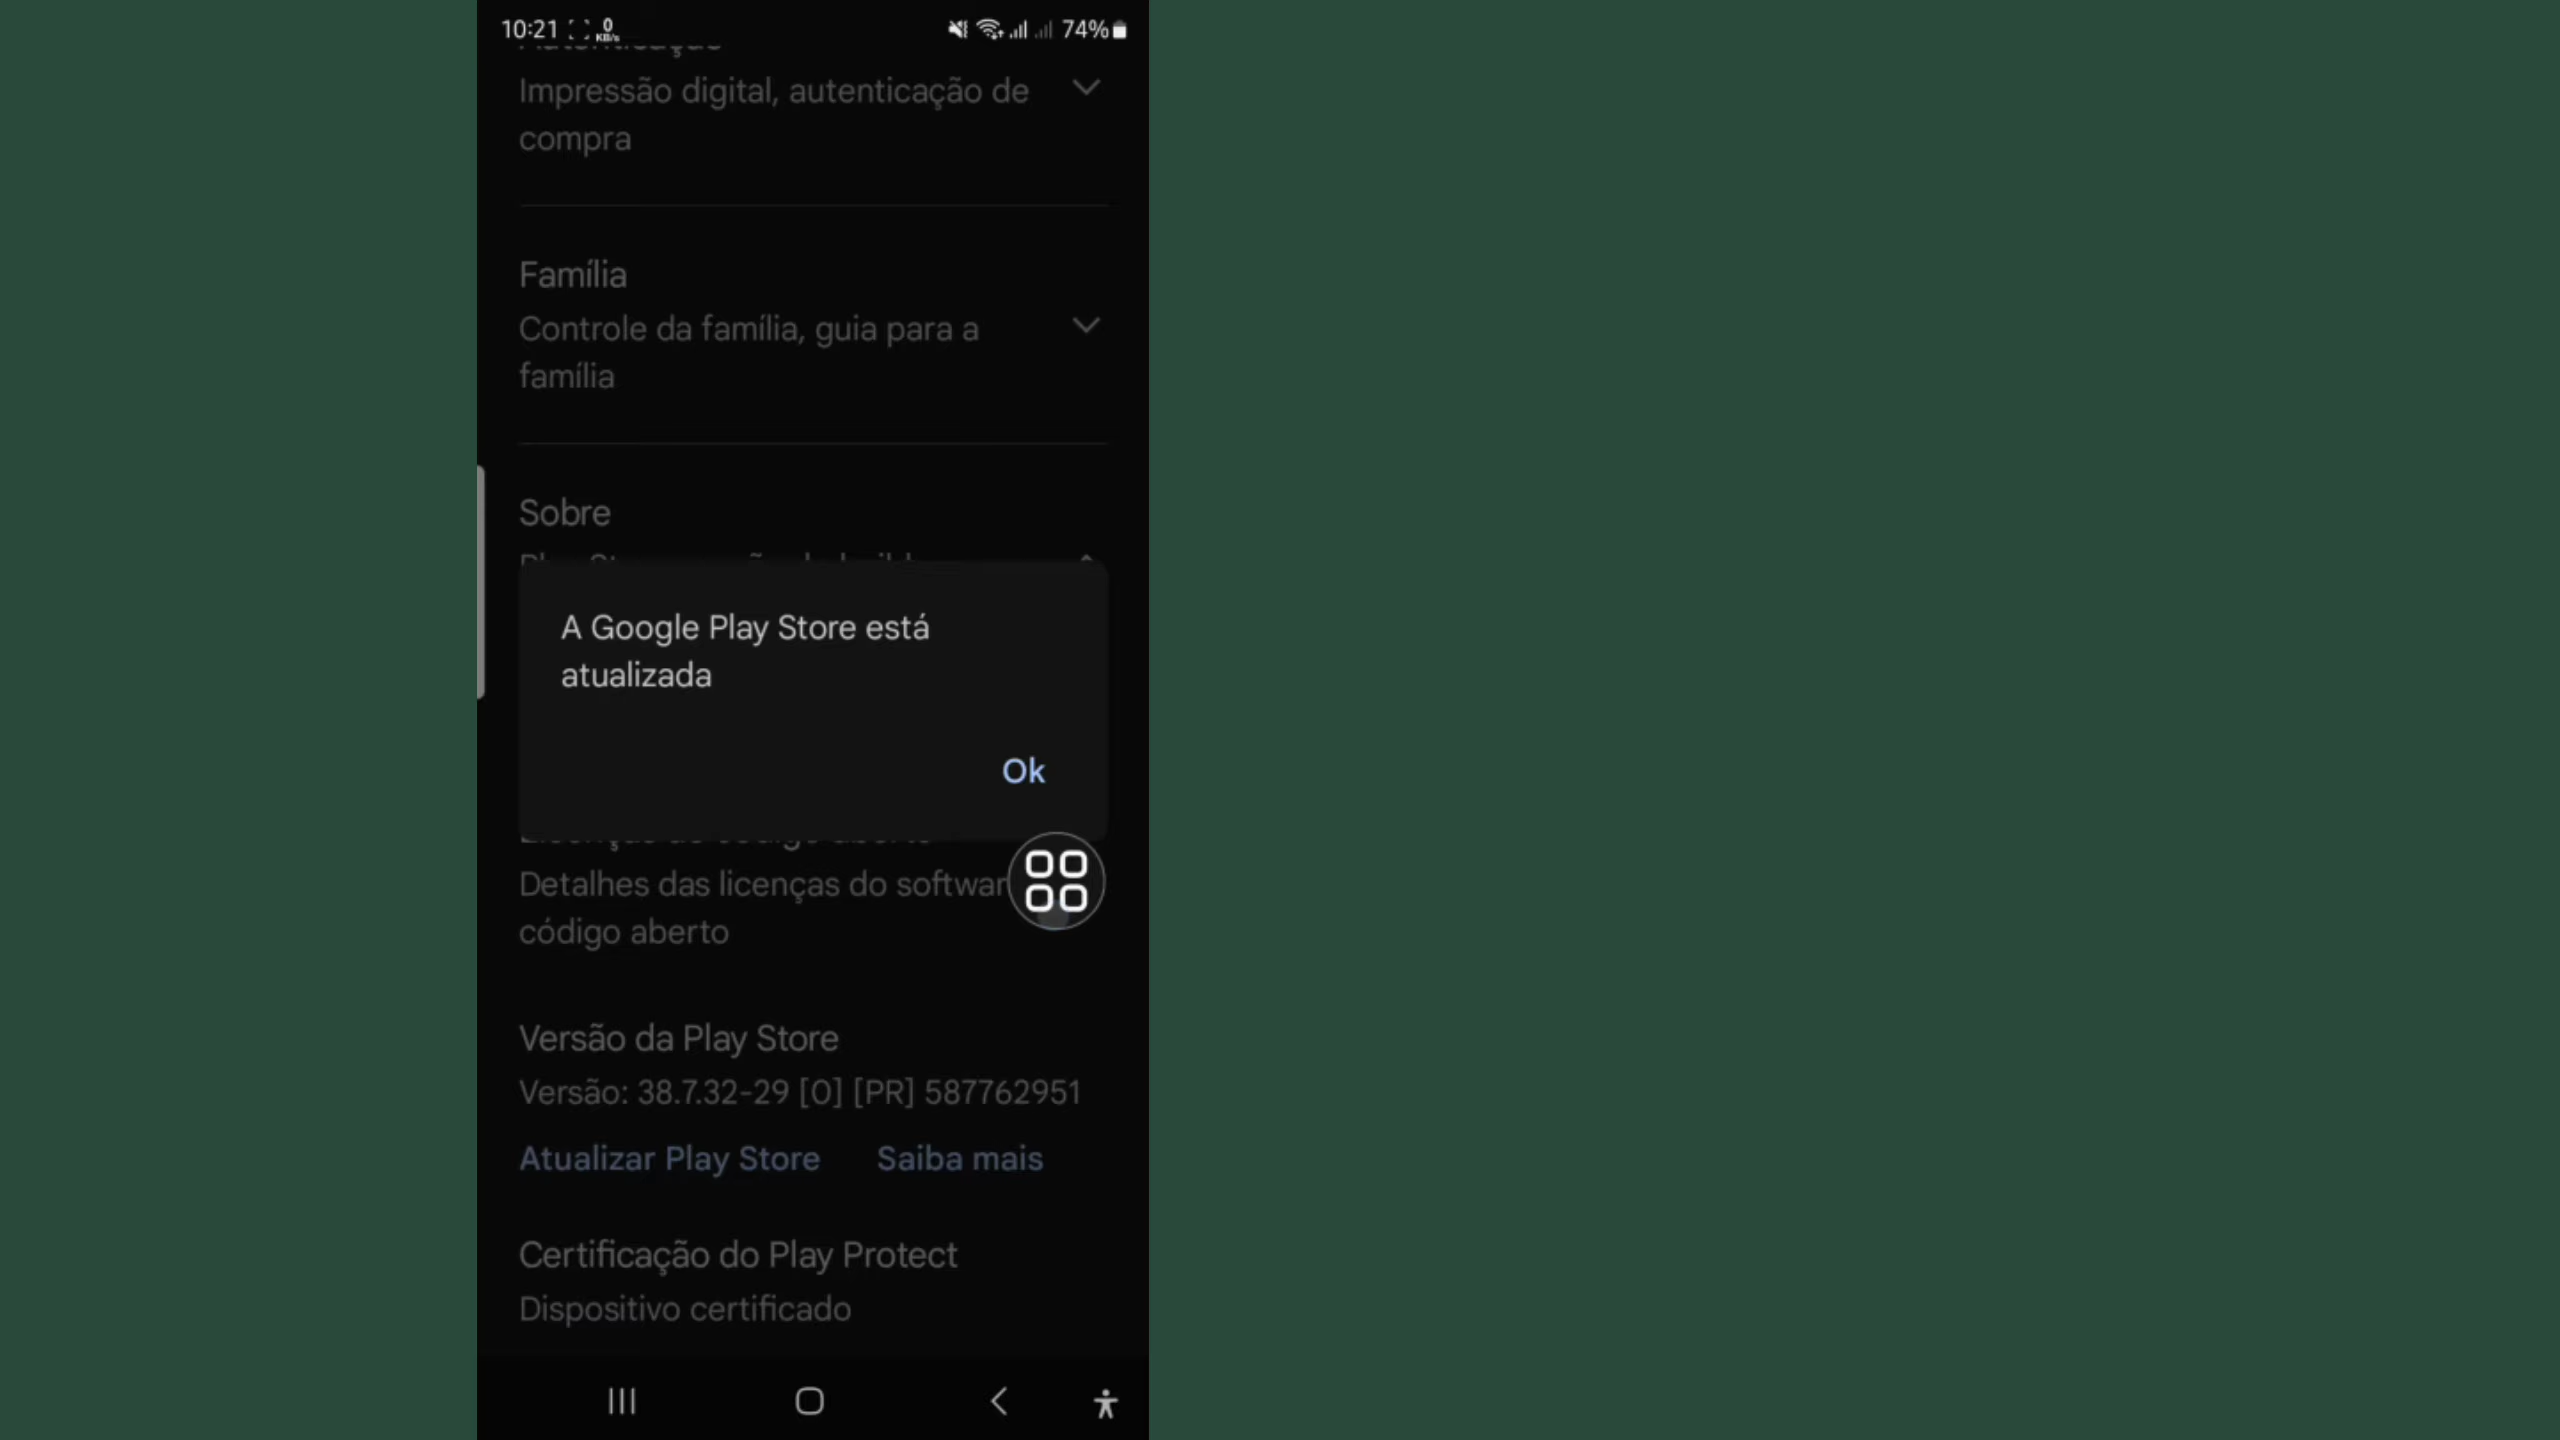 10:21 0 KB/s 74%
Impressão digital, autenticação de
compra
Família
Controle da família, guia para a
família
Sobre
A Google Play Store está
atualizada
Ok
Detalhes das licenças do softwar
código aberto
Versão da Play Store
Versão: 38.7.32-29 [0] [PR] 587762951
Atualizar Play Store Saiba mais
Certificação do Play Protect
Dispositivo certificado